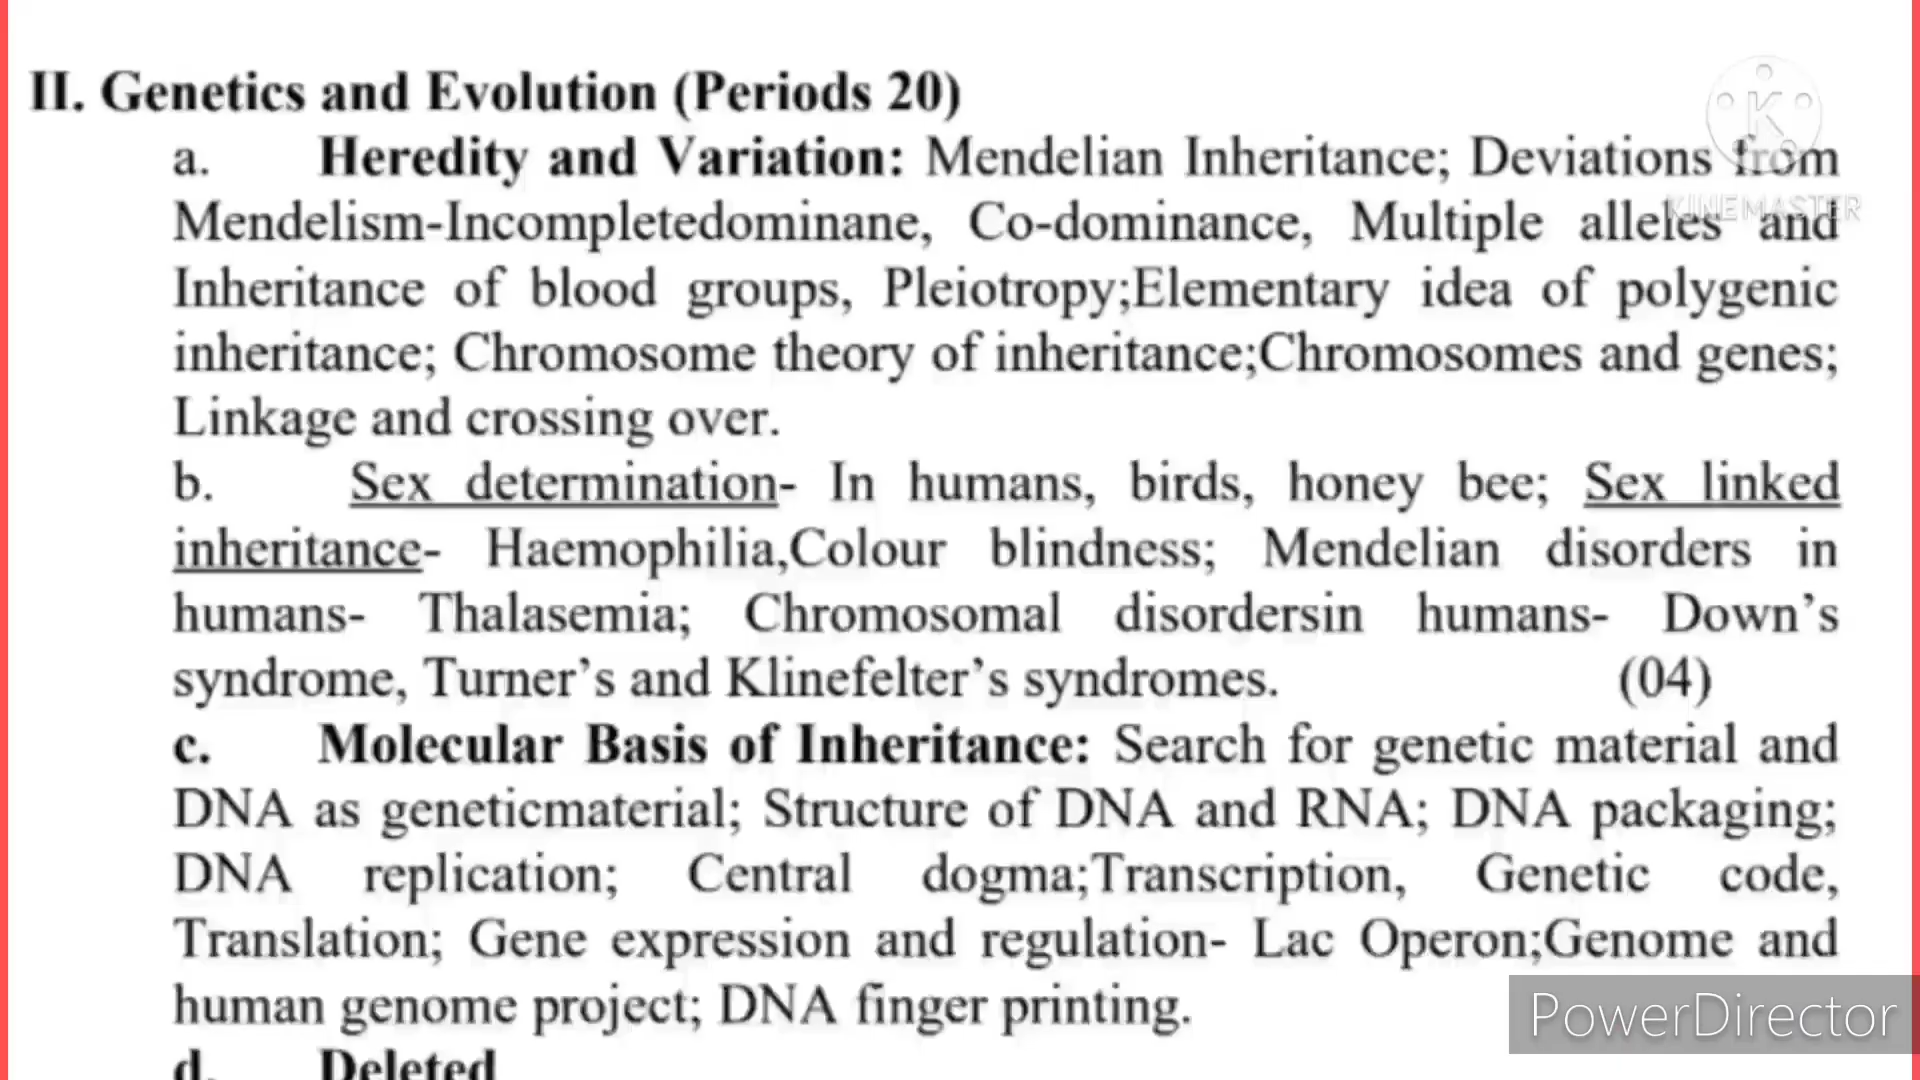 II. Genetics and Evolution (Periods 20)
a. Heredity and Variation: Mendelian Inheritance; Deviations from
Mendelism-Incompletedominane, Co-dominance, Multiple alleles and
Inheritance of blood groups, Pleiotropy;Elementary idea of polygenic
inheritance; Chromosome theory of inheritance;Chromosomes and genes;
Linkage and crossing over.
b. Sex determination- In humans, birds, honey bee; Sex linked
inheritance- Haemophilia,Colour blindness; Mendelian disorders in
humans- Thalasemia; Chromosomal disordersin humans- Down’s
syndrome, Turner’s and Klinefelter’s syndromes. (04)
c. Molecular Basis of Inheritance: Search for genetic material and
DNA as geneticmaterial; Structure of DNA and RNA; DNA packaging;
DNA replication; Central dogma;Transcription, Genetic code,
Translation; Gene expression and regulation- Lac Operon;Genome and
human genome project; DNA finger printing.
d. Deleted
K
KINEMASTER
PowerDirector